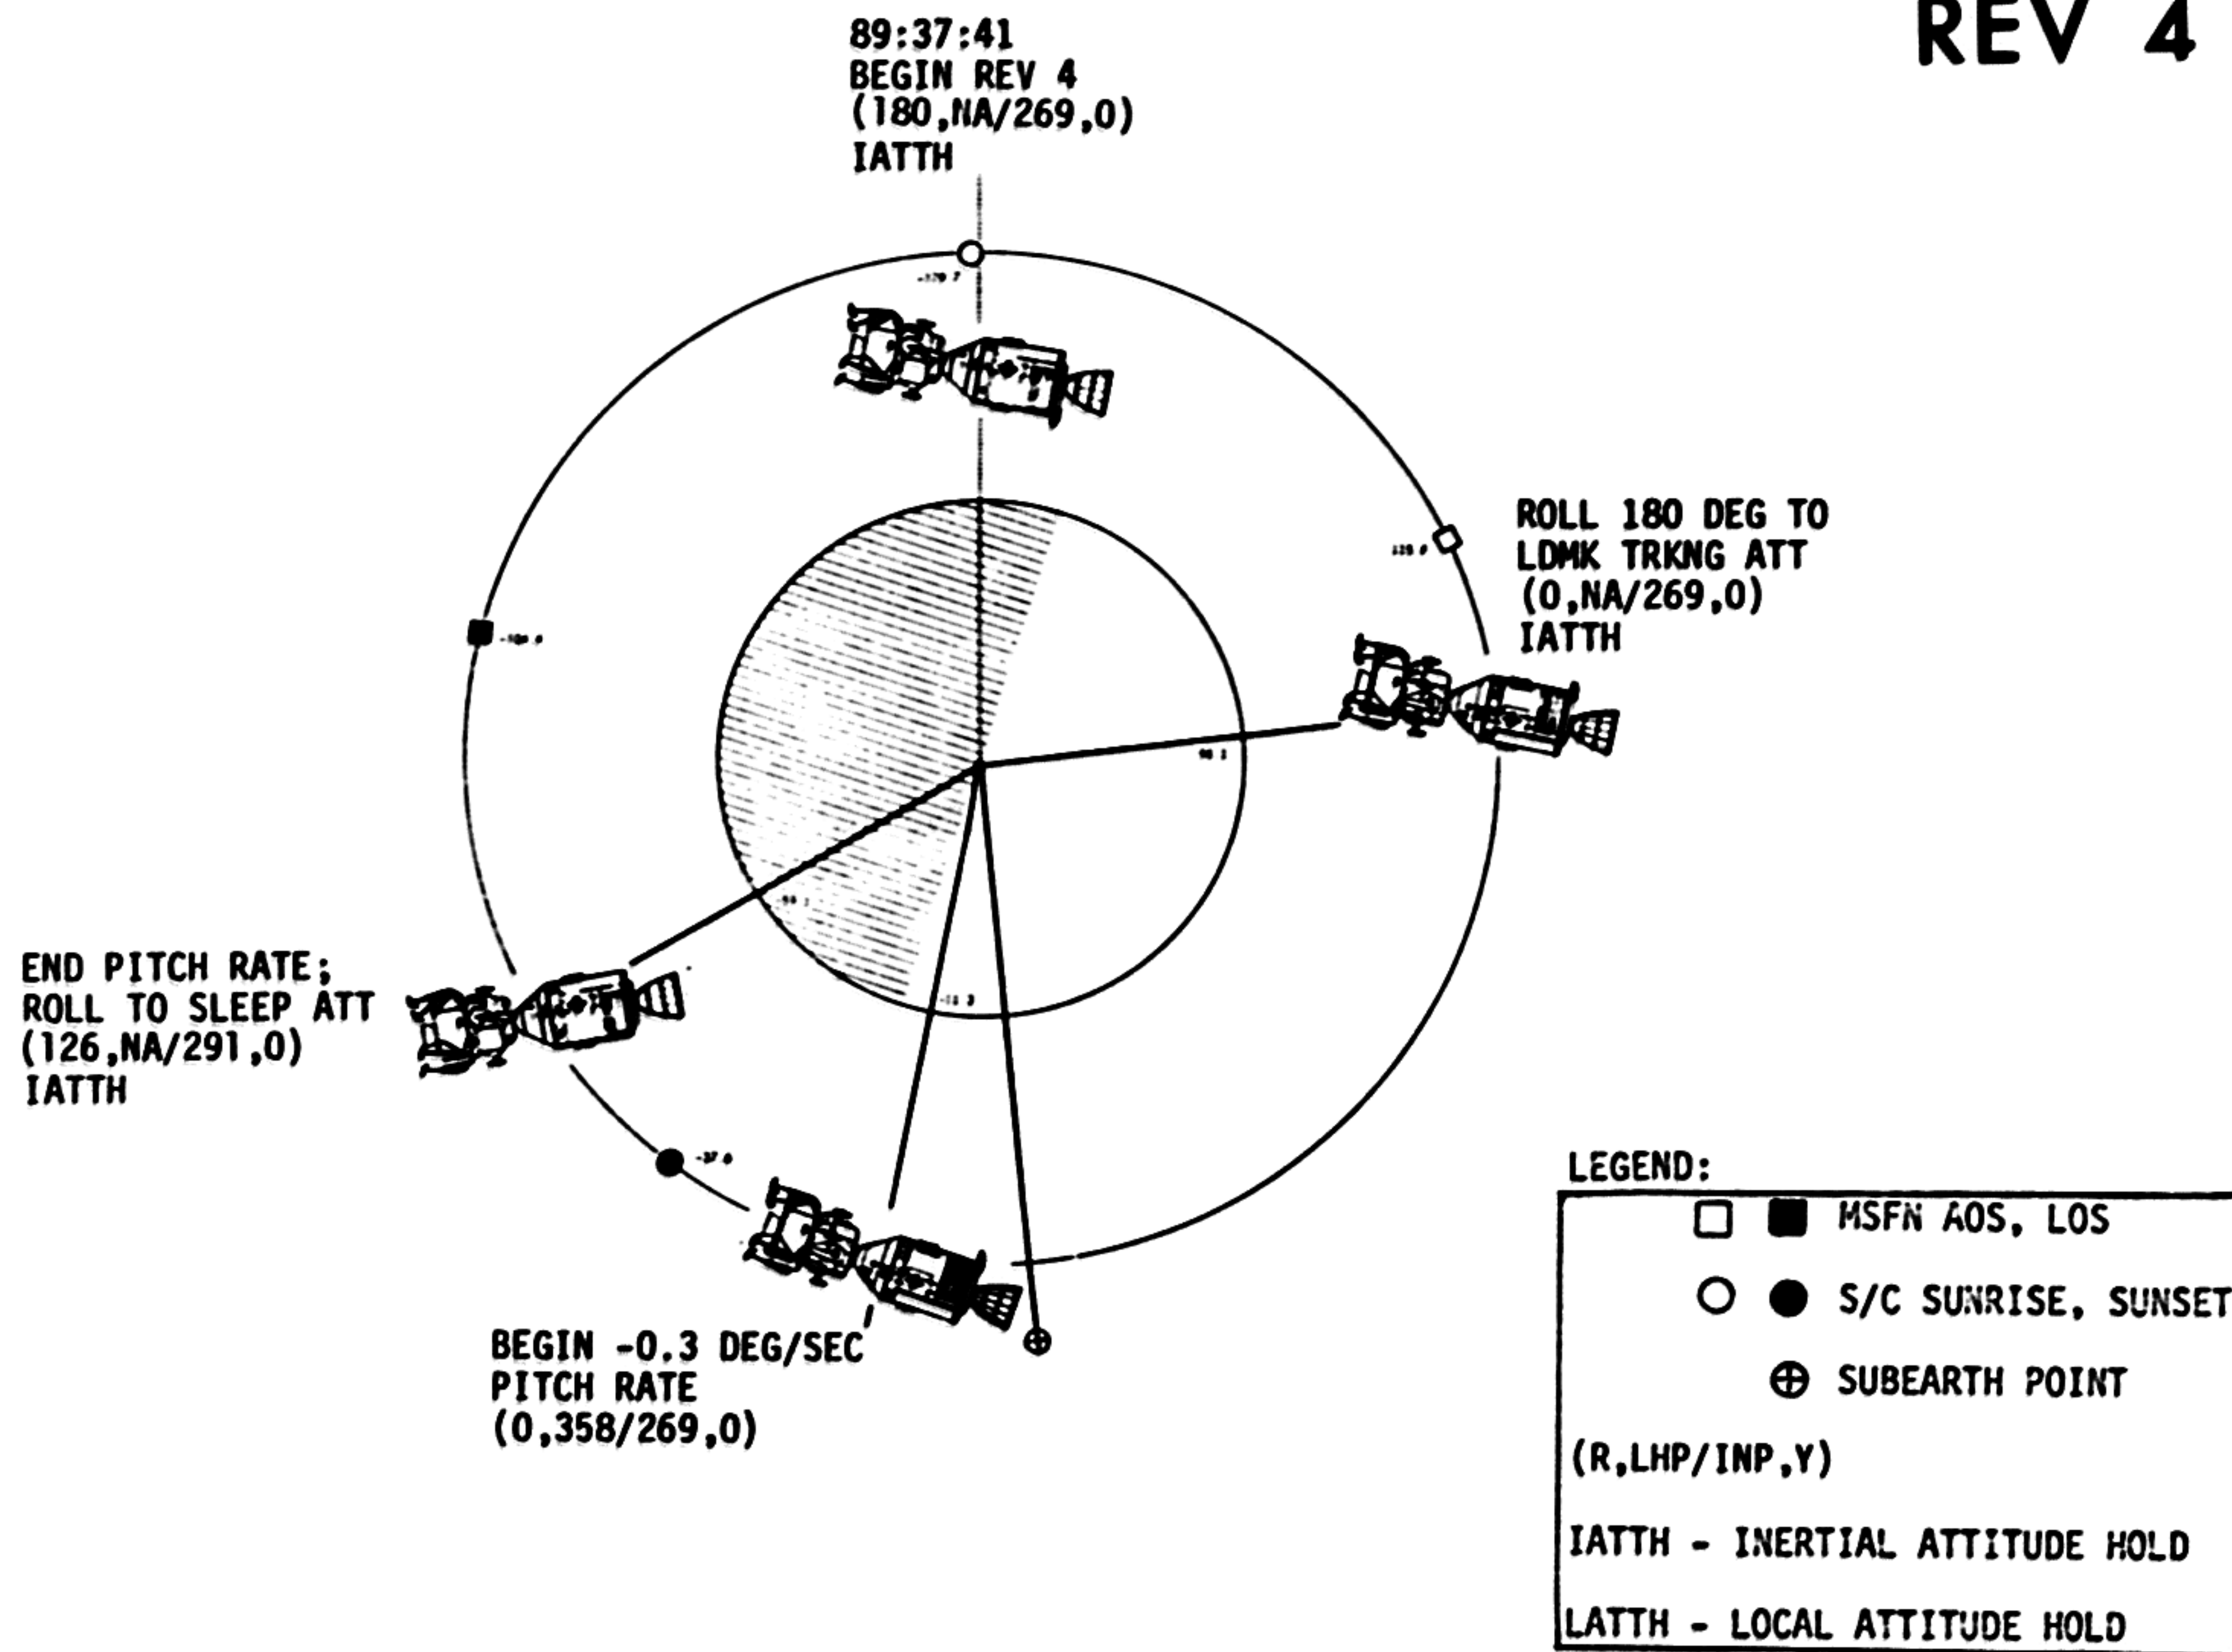 REV 4
89:37:41
BEGIN REV 4
(180,NA/269,0)
IATTH
ROLL 180 DEG TO
LDMK TRKNG ATT
(0,NA/269,0)
IATTH
END PITCH RATE;
ROLL TO SLEEP ATT
(126,NA/291,0)
IATTH
-37.0
BEGIN -0.3 DEG/SEC
PITCH RATE
(0,358/269,0)
LEGEND:
MSFN AOS, LOS
S/C SUNRISE, SUNSET
SUBEARTH POINT
(R,LHP/INP,Y)
IATTH - INERTIAL ATTITUDE HOLD
LATTH - LOCAL ATTITUDE HOLD